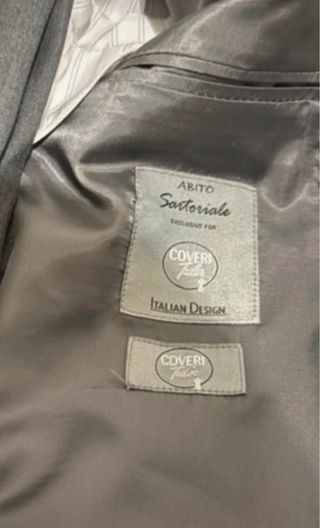 ABITO
Sartoriale
EXCLUSIVE FOR
COVERI
Tailor
ITALIAN DESIGN
COVERI
Tailor